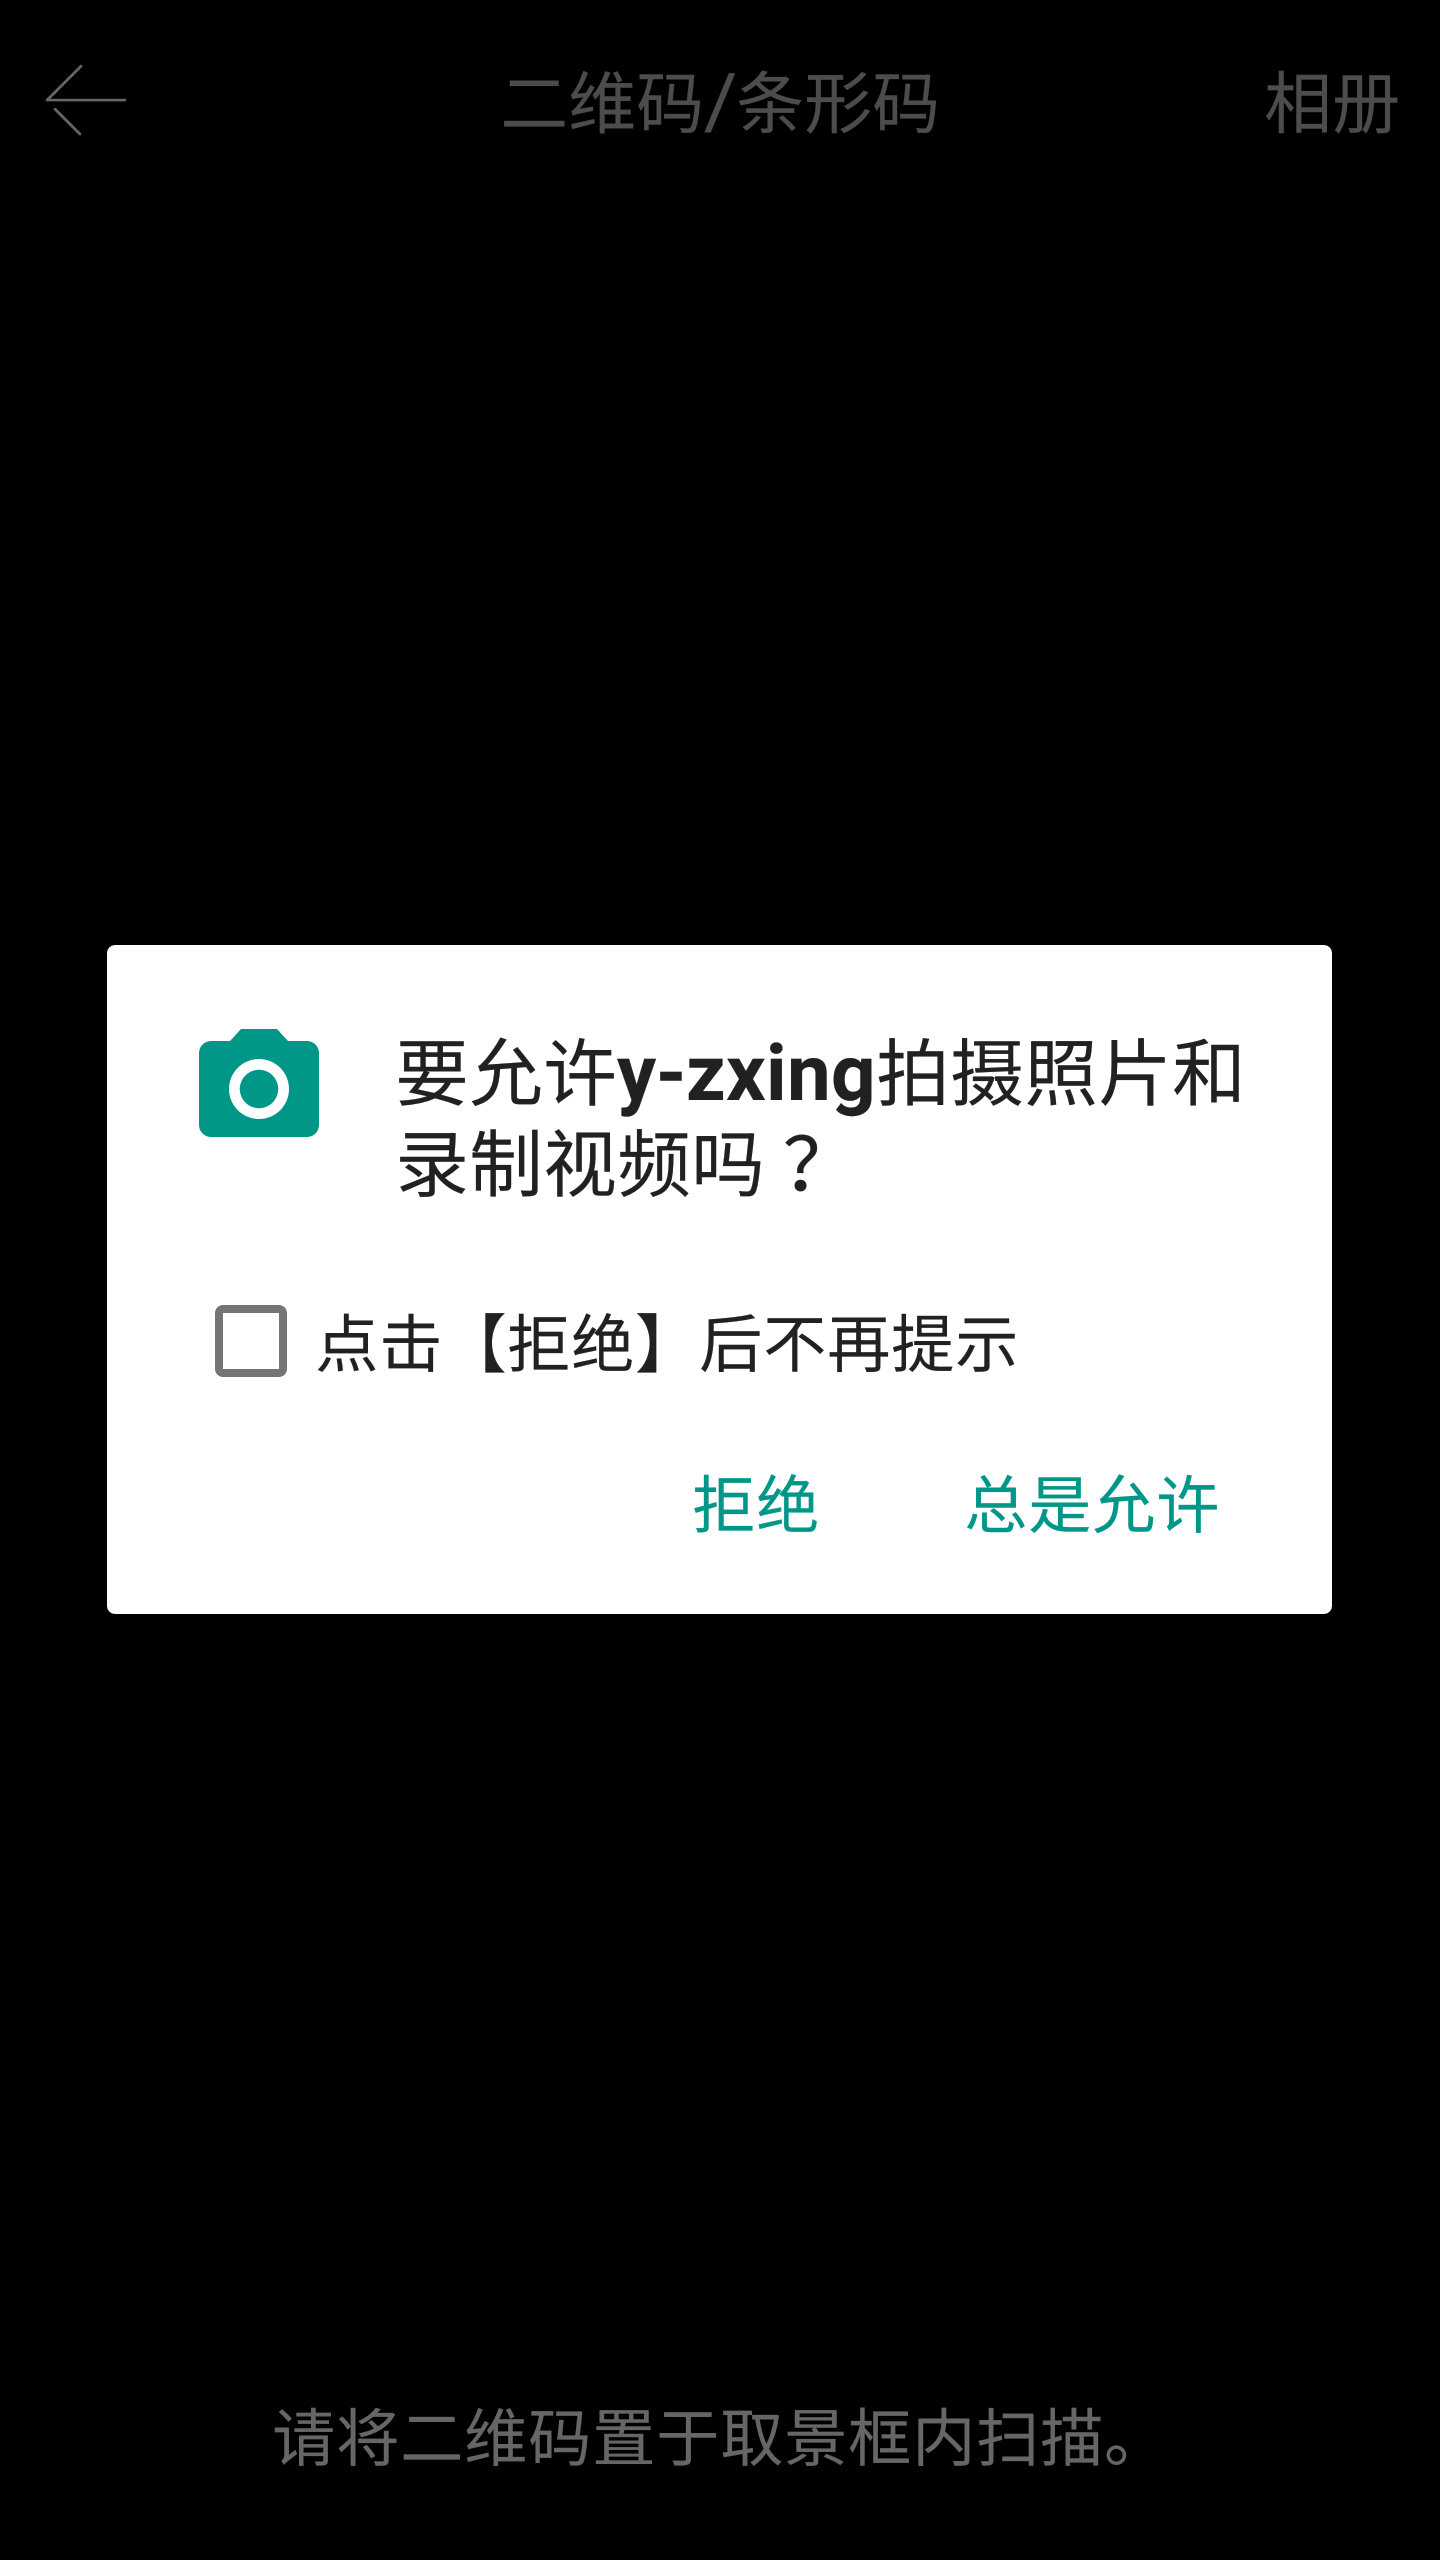 二维码/条形码
相册
要允许y-zxing拍摄照片和
录制视频吗？
点击【拒绝】后不再提示
拒绝
总是允许
请将二维码置于取景框内扫描。